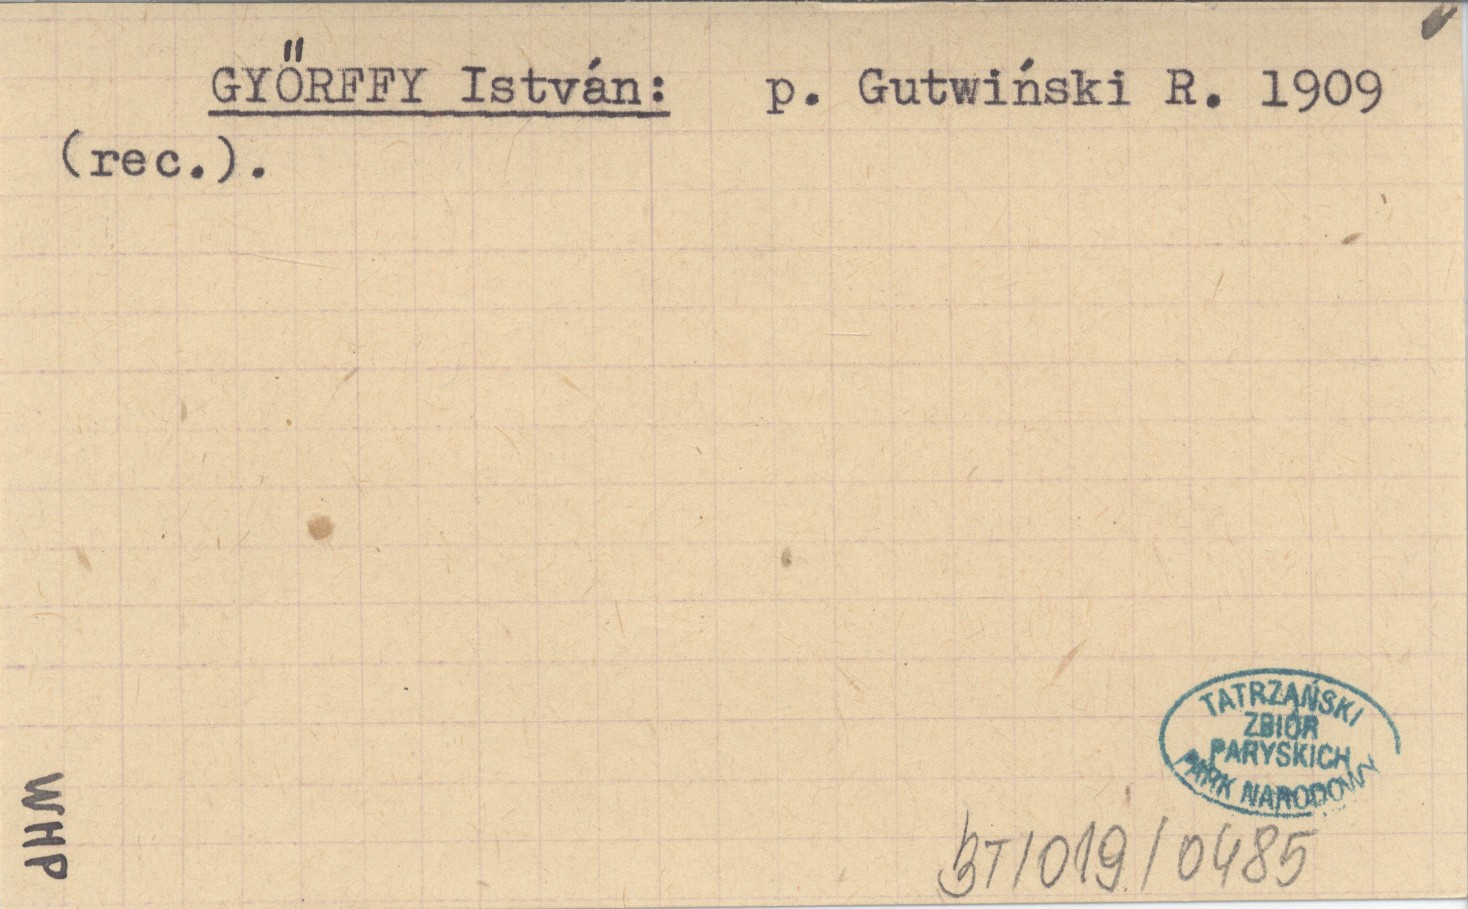 GYŐRFFY István: p. Gutwiński R. 1909
(rec.).
TATRZAŃSKI
ZBIÓR
PARYSKICH
PARK NARODOWY
BT/019/0485
WHP